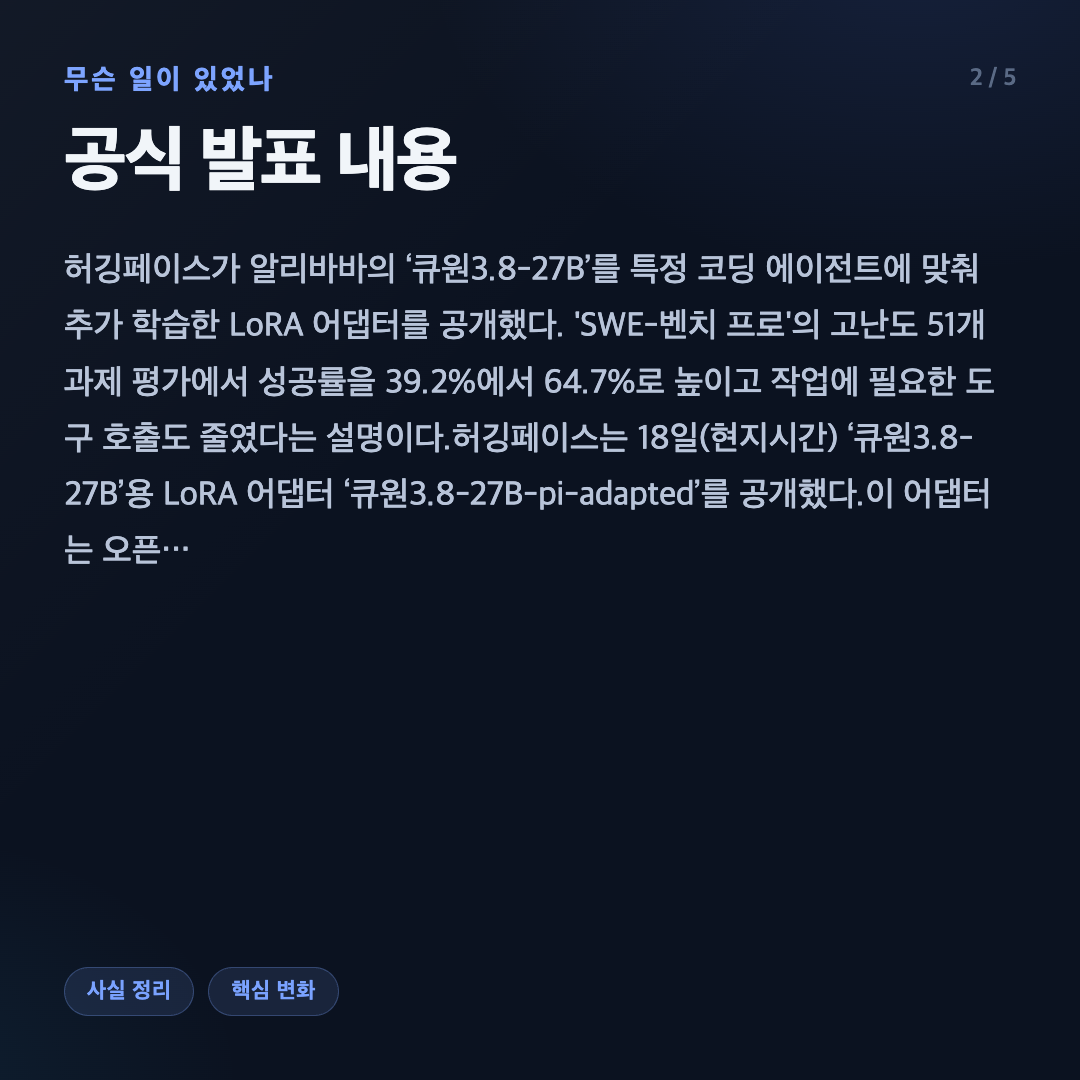 무슨 일이 있었나
2 / 5
공식 발표 내용
허깅페이스가 알리바바의 ‘큐원3.8-27B’를 특정 코딩 에이전트에 맞춰
추가 학습한 LoRA 어댑터를 공개했다. 'SWE-벤치 프로'의 고난도 51개
과제 평가에서 성공률을 39.2%에서 64.7%로 높이고 작업에 필요한 도
구 호출도 줄였다는 설명이다.허깅페이스는 18일(현지시간) ‘큐원3.8-
27B’용 LoRA 어댑터 ‘큐원3.8-27B-pi-adapted’를 공개했다.이 어댑터
는 오픈…
사실 정리
핵심 변화